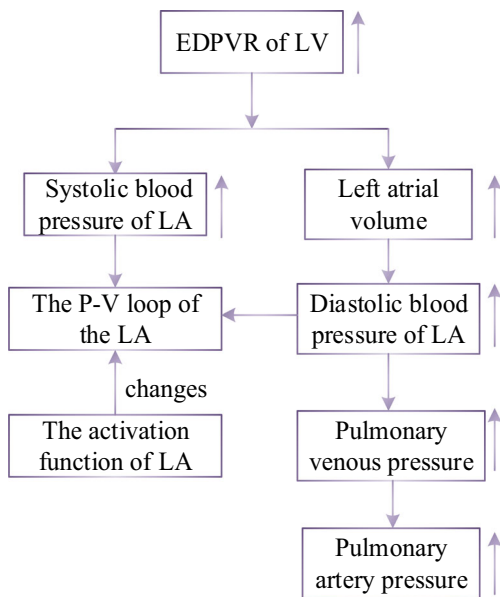 EDPVR of LV
Systolic blood
pressure of LA
Left atrial
volume
The P-V loop of
the LA
Diastolic blood
pressure of LA
changes
The activation
function of LA
Pulmonary
venous pressure
Pulmonary
artery pressure